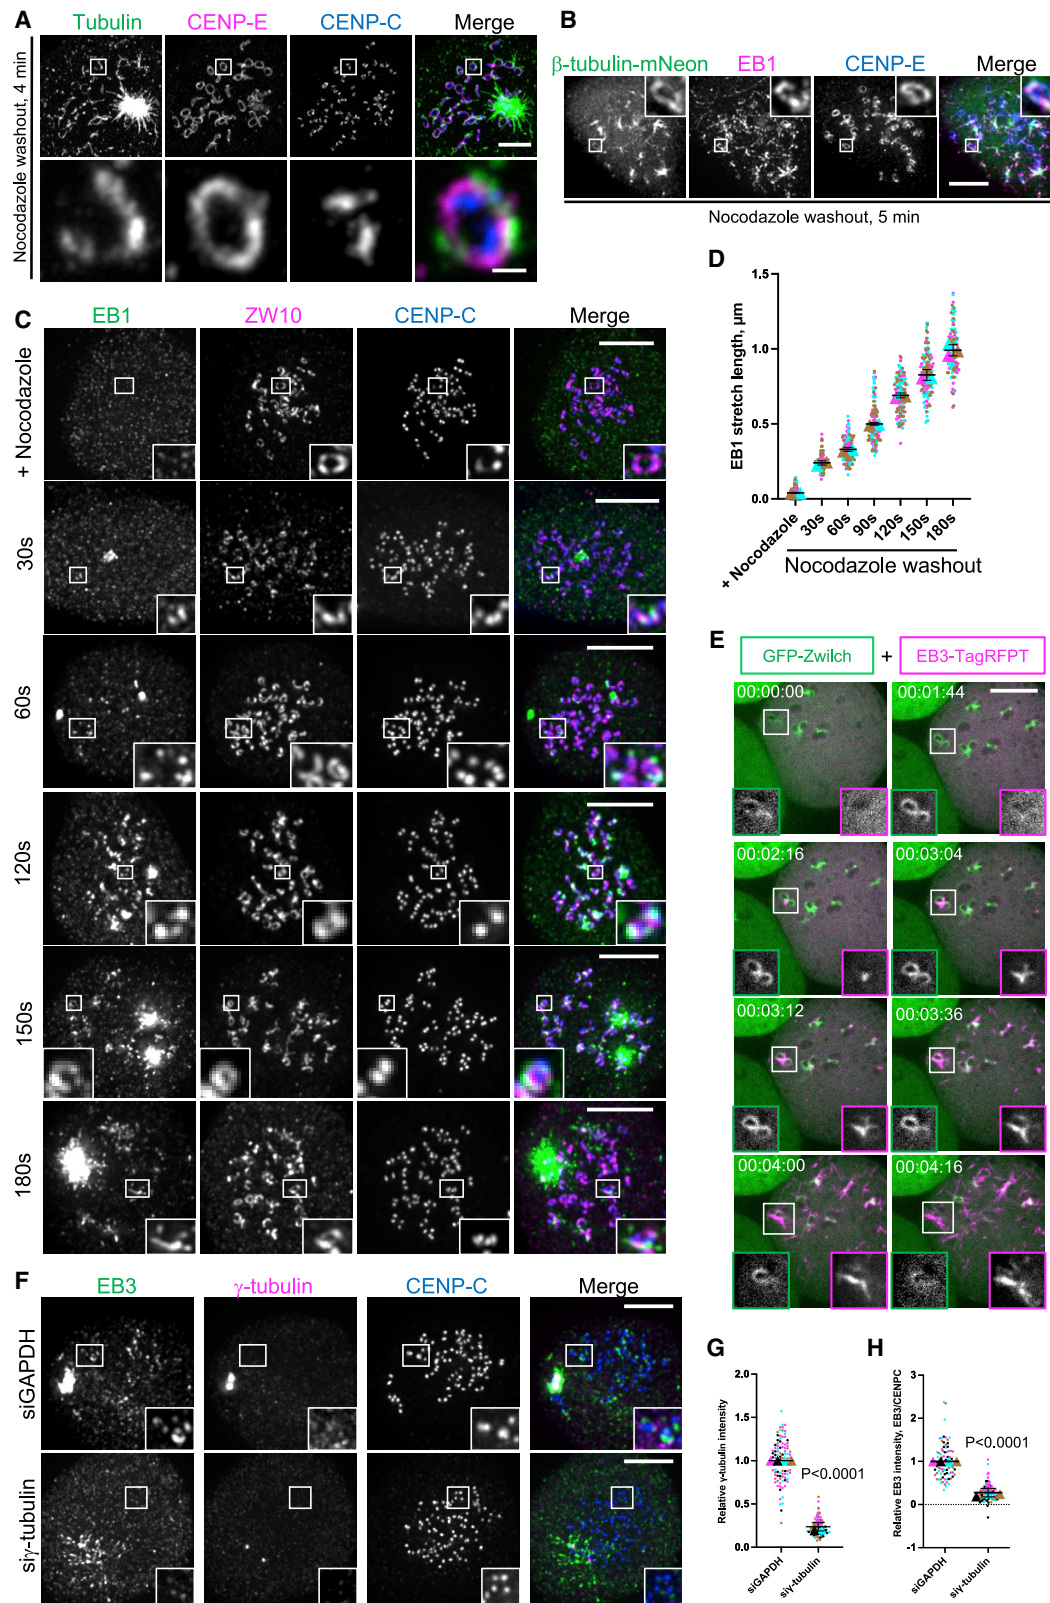 A
Tubulin CENP-E CENP-C Merge
Nocodazole washout, 4 min
B
β-tubulin-mNeon EB1 CENP-E Merge
Nocodazole washout, 5 min
C
EB1 ZW10 CENP-C Merge
+ Nocodazole
30s
60s
120s
150s
180s
D
EB1 stretch length, µm
1.5
1.0
0.5
0.0
+ Nocodazole 30s 60s 90s 120s 150s 180s
Nocodazole washout
E
GFP-Zwilch + EB3-TagRFPT
00:00:00 00:01:44
00:02:16 00:03:04
00:03:12 00:03:36
00:04:00 00:04:16
F
EB3 γ-tubulin CENP-C Merge
siGAPDH
siγ-tubulin
G
Relative γ-tubulin intensity
2.0
1.5
1.0
0.5
0.0
P<0.0001
siGAPDH siγ-tubulin
H
Relative EB3 intensity, EB3/CENPC
3
2
1
0
-1
P<0.0001
siGAPDH siγ-tubulin